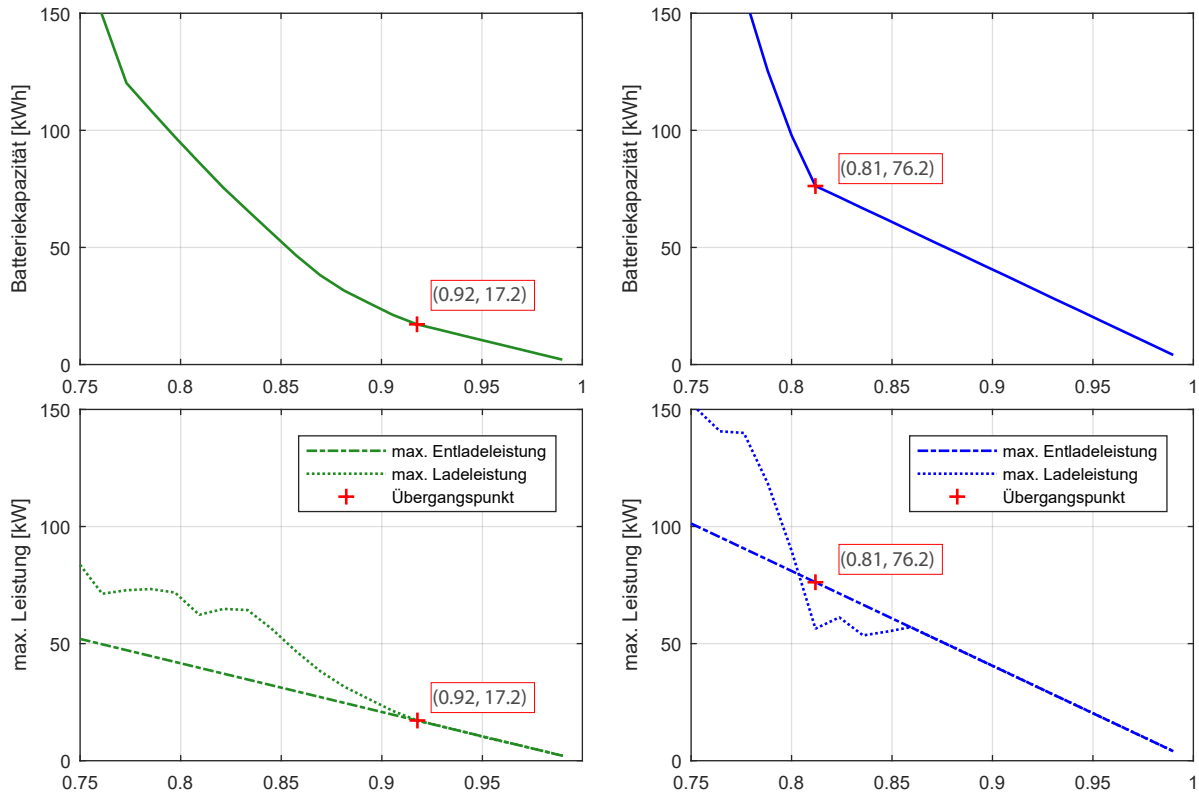 150
100
50
0
Batteriekapazität [kWh]
(0.92, 17.2)
0.75 0.8 0.85 0.9 0.95 1
150
100
50
0
Batteriekapazität [kWh]
(0.81, 76.2)
0.75 0.8 0.85 0.9 0.95 1
150
100
50
0
max. Leistung [kW]
max. Entladeleistung
max. Ladeleistung
Übergangspunkt
(0.92, 17.2)
0.75 0.8 0.85 0.9 0.95 1
150
100
50
0
max. Leistung [kW]
max. Entladeleistung
max. Ladeleistung
Übergangspunkt
(0.81, 76.2)
0.75 0.8 0.85 0.9 0.95 1